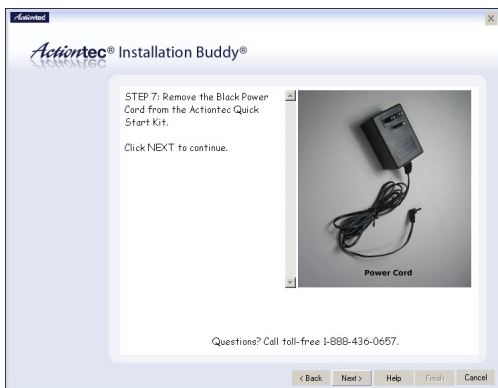 Actiontec
Actiontec® Installation Buddy®
STEP 7: Remove the Black Power
Cord from the Actiontec Quick
Start Kit.
Click NEXT to continue.
Power Cord
Questions? Call toll-free 1-888-436-0657.
< Back Next > Help Finish Cancel